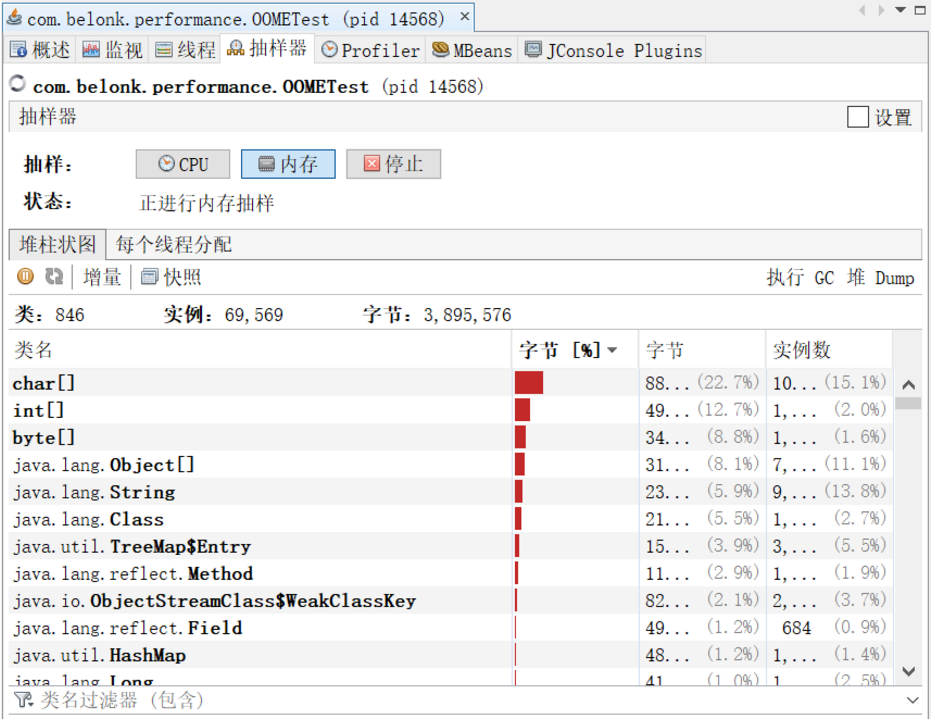 com.belonk.performance.OOMETest (pid 14568) ×
概述 监视 线程 抽样器 Profiler MBeans JConsole Plugins
com.belonk.performance.OOMETest (pid 14568)
抽样器 设置
抽样： CPU 内存 停止
状态： 正进行内存抽样
堆柱状图 每个线程分配
增量 快照 执行 GC 堆 Dump
类：846 实例：69,569 字节：3,895,576
类名 字节 [%] 字节 实例数
char[] 88... (22.7%) 10... (15.1%)
int[] 49... (12.7%) 1,... (2.0%)
byte[] 34... (8.8%) 1,... (1.6%)
java.lang.Object[] 31... (8.1%) 7,... (11.1%)
java.lang.String 23... (5.9%) 9,... (13.8%)
java.lang.Class 21... (5.5%) 1,... (2.7%)
java.util.TreeMap$Entry 15... (3.9%) 3,... (5.5%)
java.lang.reflect.Method 11... (2.9%) 1,... (1.9%)
java.io.ObjectStreamClass$WeakClassKey 82... (2.1%) 2,... (3.7%)
java.lang.reflect.Field 49... (1.2%) 684 (0.9%)
java.util.HashMap 48... (1.2%) 1,... (1.4%)
java.lang.Long 41... (1.0%) 1,... (2.5%)
类名过滤器 (包含)